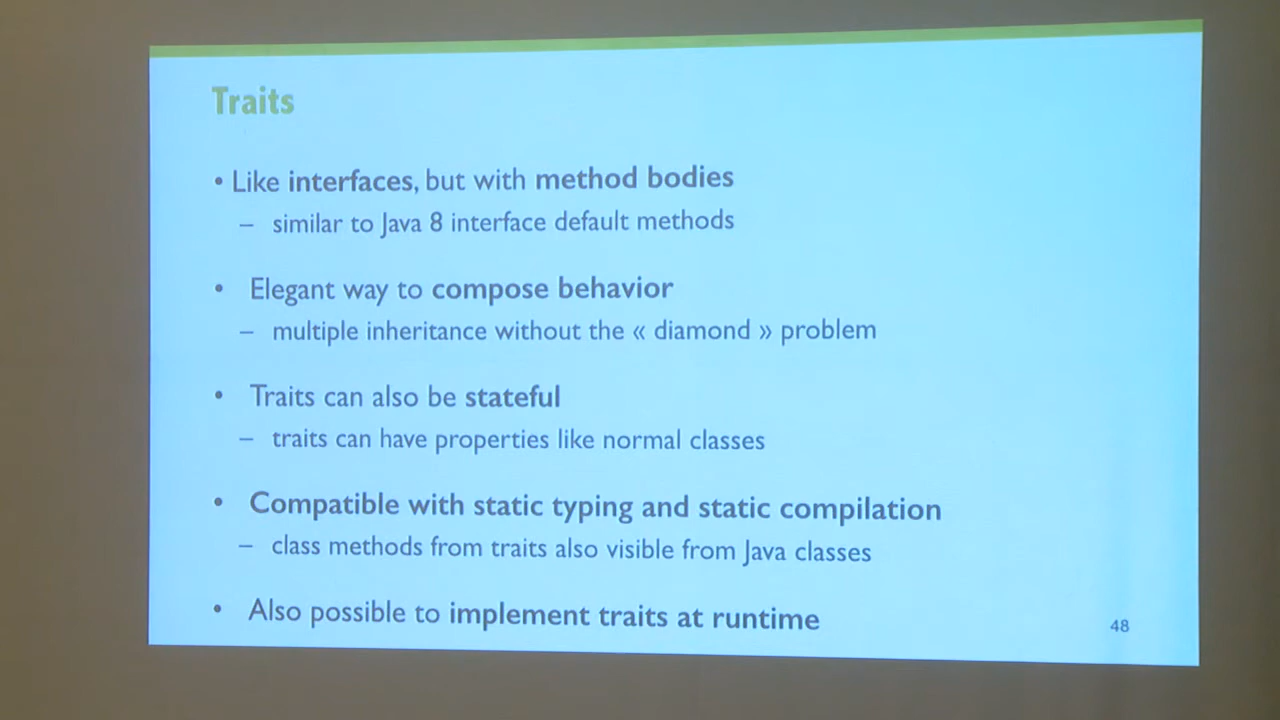 Traits
• Like interfaces, but with method bodies
– similar to Java 8 interface default methods
• Elegant way to compose behavior
– multiple inheritance without the « diamond » problem
• Traits can also be stateful
– traits can have properties like normal classes
• Compatible with static typing and static compilation
– class methods from traits also visible from Java classes
• Also possible to implement traits at runtime
48